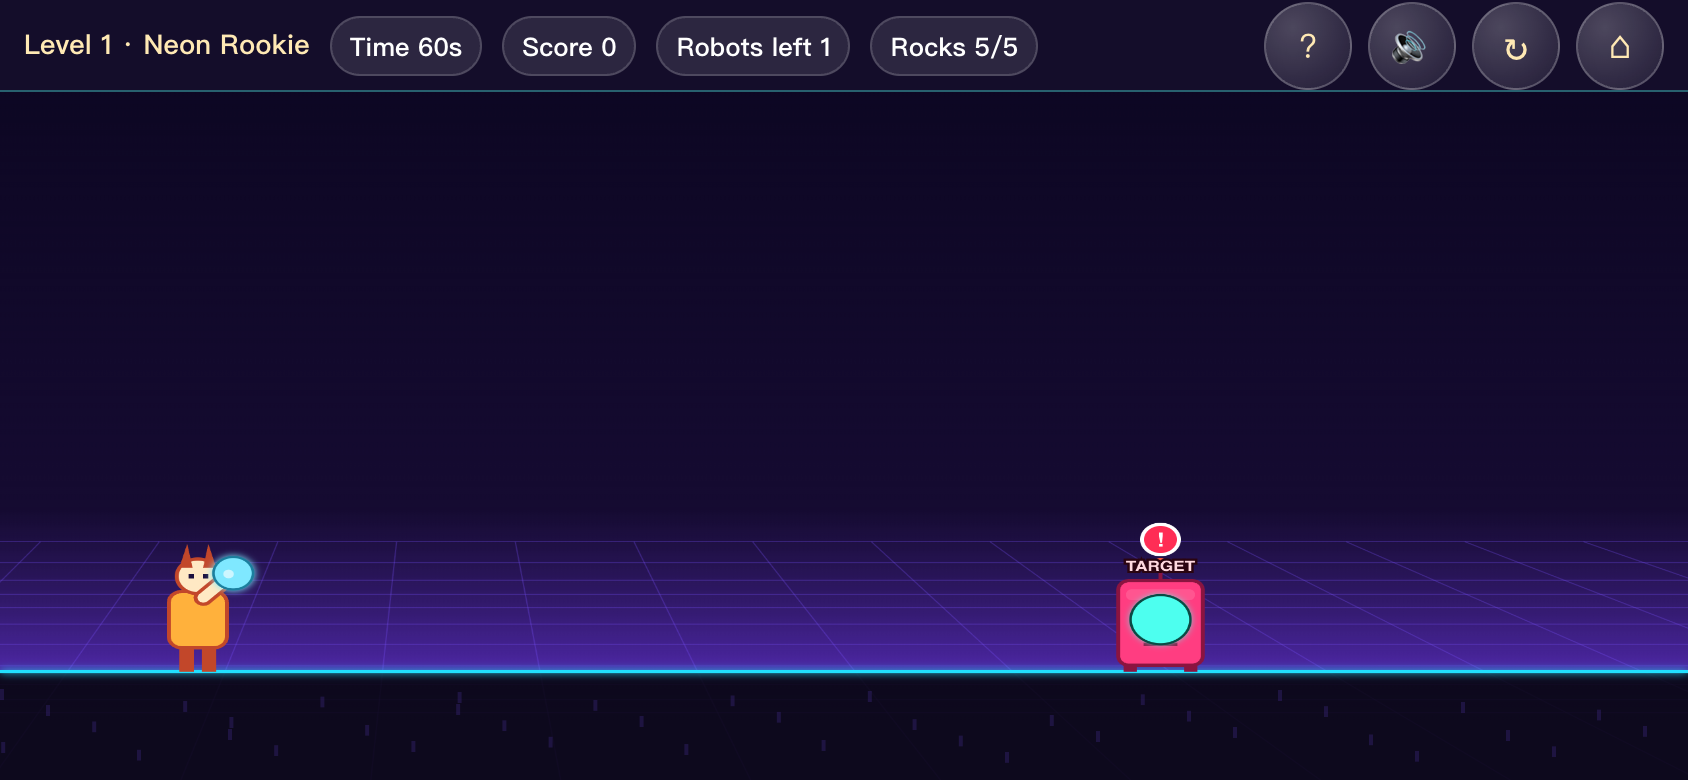 Level 1 · Neon Rookie
Time 60s
Score 0
Robots left 1
Rocks 5/5
?
!
TARGET